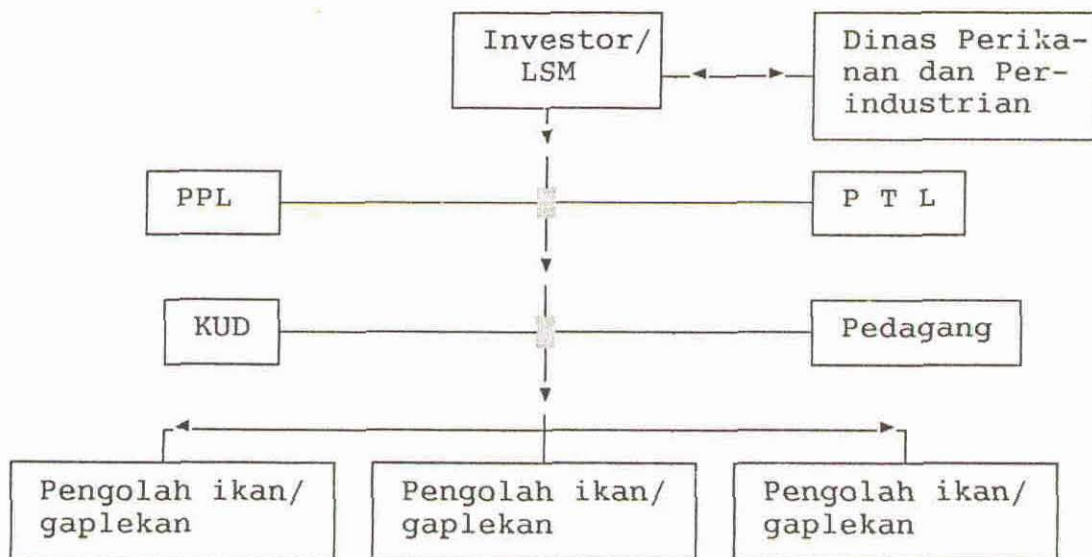 Investor/
LSM
Dinas Perika-
nan dan Per-
industrian
PPL
P T L
KUD
Pedagang
Pengolah ikan/
gaplekan
Pengolah ikan/
gaplekan
Pengolah ikan/
gaplekan